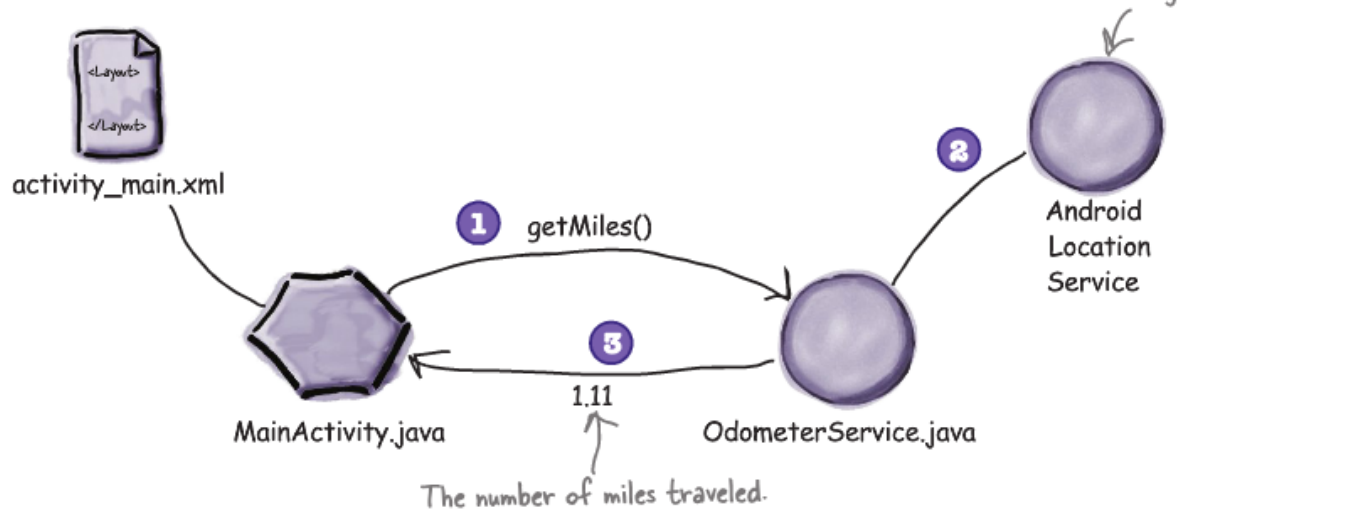 <Layout>
</Layout>
activity_main.xml
1
getMiles()
2
Android
Location
Service
3
1.11
MainActivity.java
OdometerService.java
The number of miles traveled.